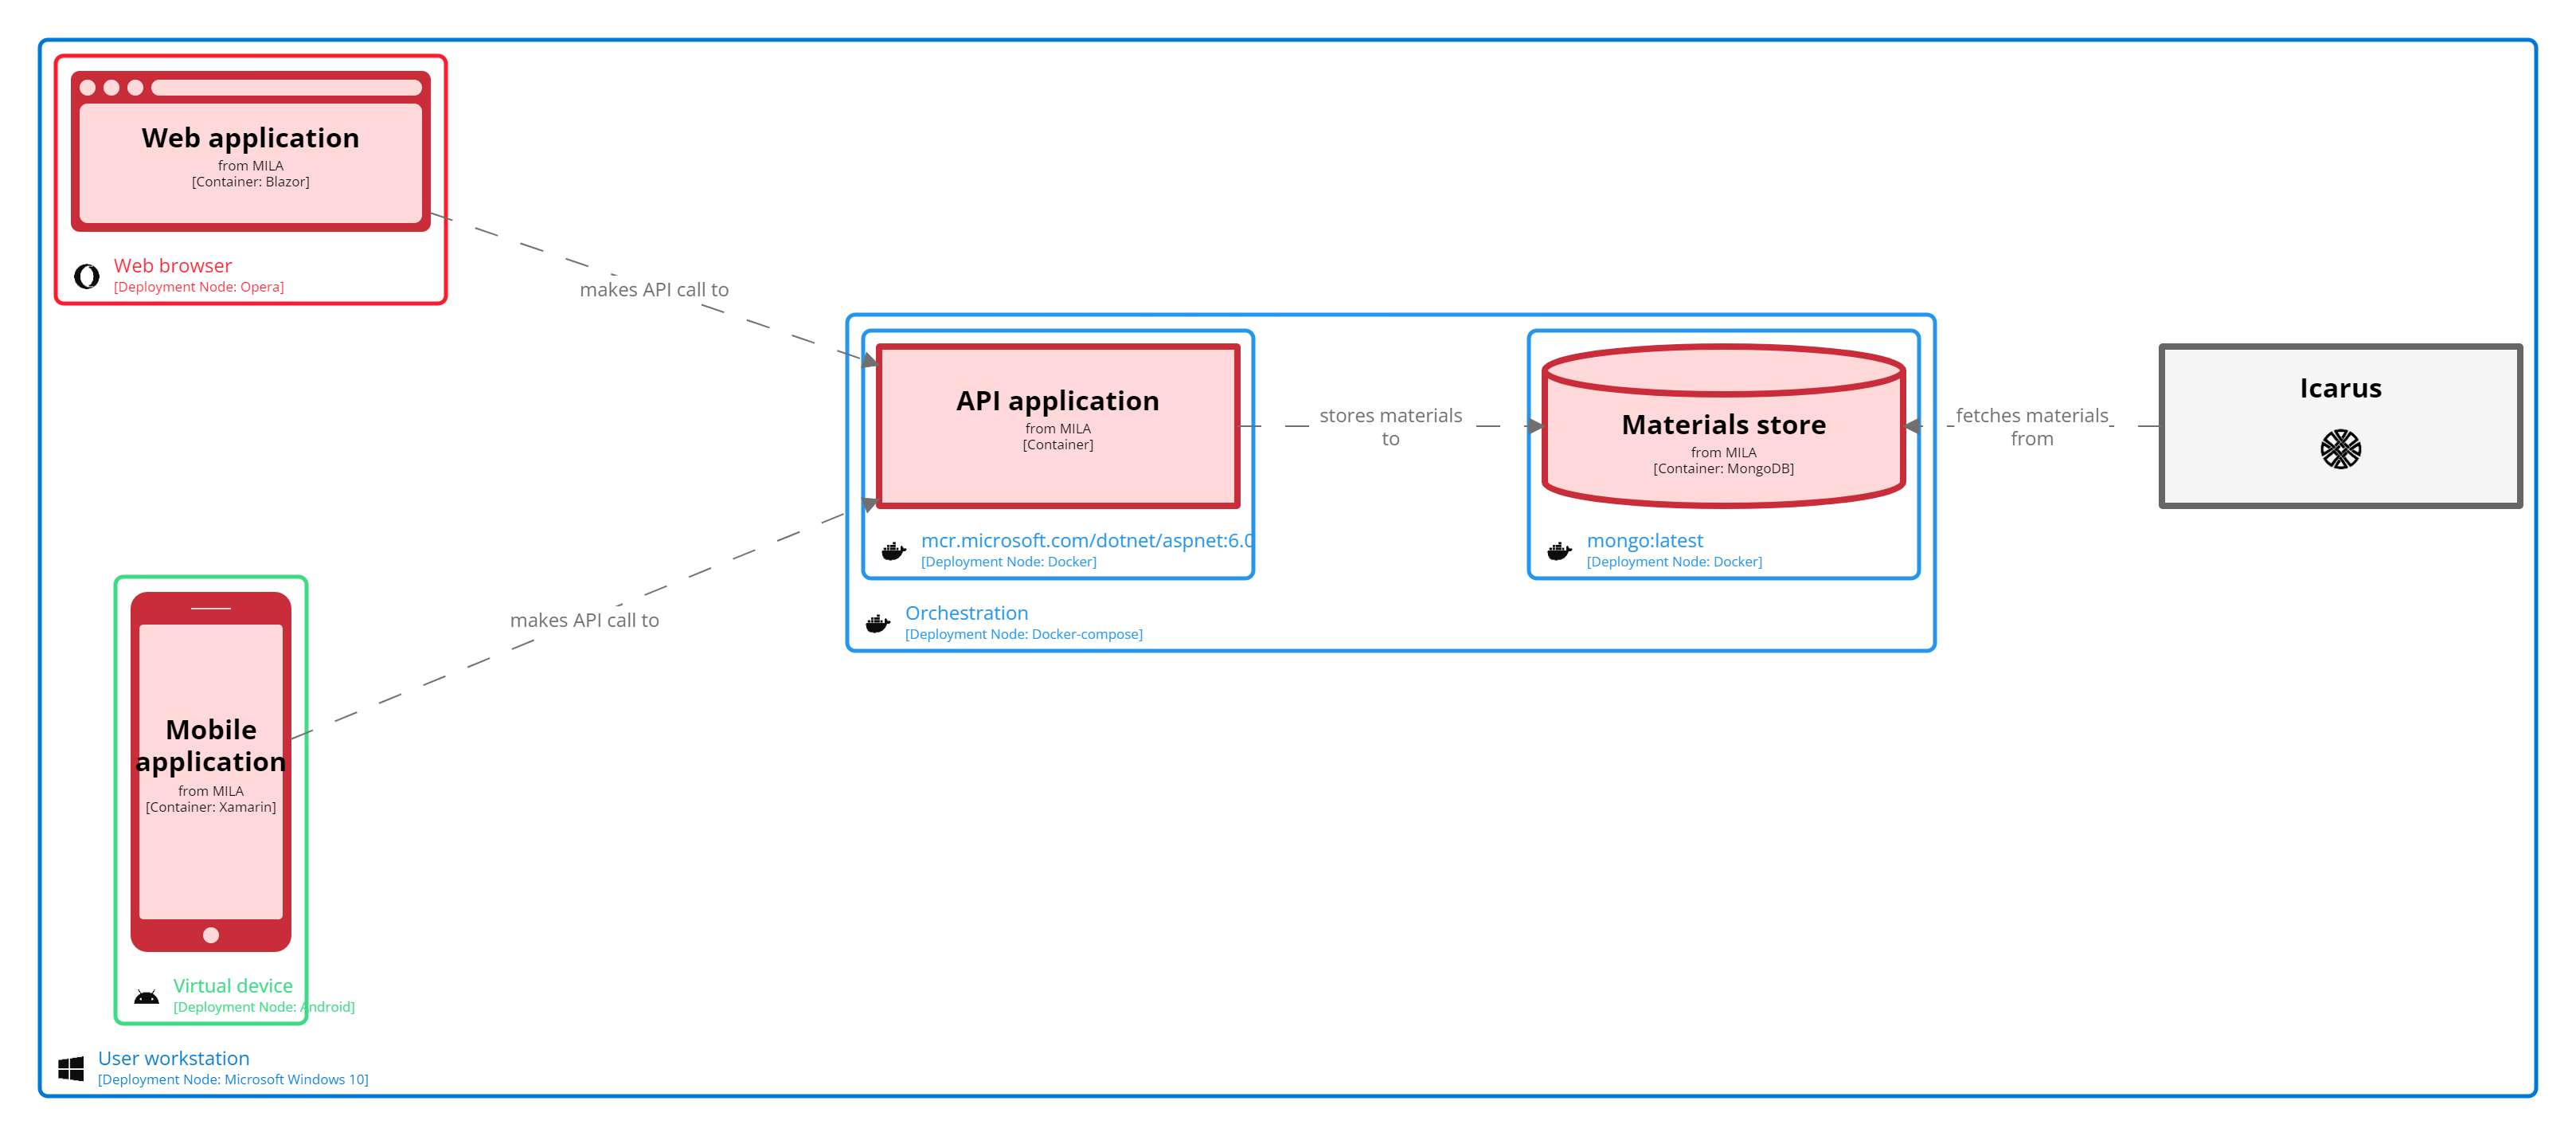 Web application
from MILA
[Container: Blazor]
Web browser
[Deployment Node: Opera]
makes API call to
API application
from MILA
[Container]
mcr.microsoft.com/dotnet/aspnet:6.0
[Deployment Node: Docker]
stores materials
to
Materials store
from MILA
[Container: MongoDB]
mongo:latest
[Deployment Node: Docker]
Orchestration
[Deployment Node: Docker-compose]
fetches materials
from
Icarus
makes API call to
Mobile
application
from MILA
[Container: Xamarin]
Virtual device
[Deployment Node: Android]
User workstation
[Deployment Node: Microsoft Windows 10]